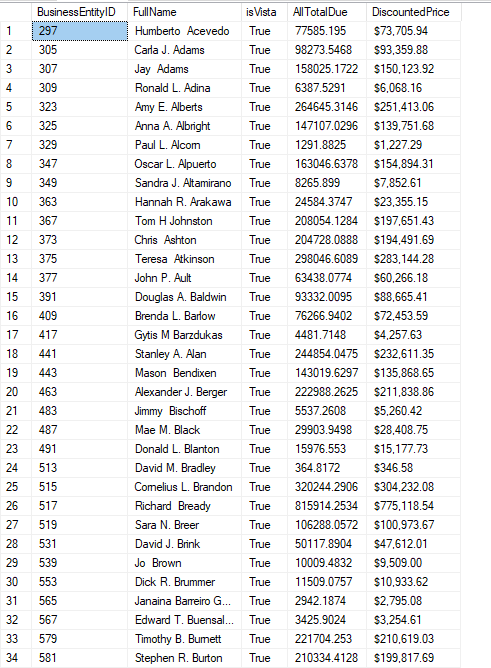 BusinessEntityID FullName isVista AllTotalDue DiscountedPrice
1 297 Humberto Acevedo True 77585.195 $73,705.94
2 305 Carla J. Adams True 98273.5468 $93,359.88
3 307 Jay Adams True 158025.1722 $150,123.92
4 309 Ronald L. Adina True 6387.5291 $6,068.16
5 323 Amy E. Alberts True 264645.3146 $251,413.06
6 325 Anna A. Albright True 147107.0296 $139,751.68
7 329 Paul L. Alcorn True 1291.8825 $1,227.29
8 347 Oscar L. Alpuerto True 163046.6378 $154,894.31
9 349 Sandra J. Altamirano True 8265.899 $7,852.61
10 363 Hannah R. Arakawa True 24584.3747 $23,355.15
11 367 Tom H Johnston True 208054.1284 $197,651.43
12 373 Chris Ashton True 204728.0888 $194,491.69
13 375 Teresa Atkinson True 298046.6089 $283,144.28
14 377 John P. Ault True 63438.0774 $60,266.18
15 391 Douglas A. Baldwin True 93332.0095 $88,665.41
16 409 Brenda L. Barlow True 76266.9402 $72,453.59
17 417 Gytis M Barzdukas True 4481.7148 $4,257.63
18 441 Stanley A. Alan True 244854.0475 $232,611.35
19 443 Mason Bendixen True 143019.6297 $135,868.65
20 463 Alexander J. Berger True 222988.2625 $211,838.86
21 483 Jimmy Bischoff True 5537.2608 $5,260.42
22 487 Mae M. Black True 29903.9498 $28,408.75
23 491 Donald L. Blanton True 15976.553 $15,177.73
24 513 David M. Bradley True 364.8172 $346.58
25 515 Cornelius L. Brandon True 320244.2906 $304,232.08
26 517 Richard Bready True 815914.2534 $775,118.54
27 519 Sara N. Breer True 106288.0572 $100,973.67
28 531 David J. Brink True 50117.8904 $47,612.01
29 539 Jo Brown True 10009.4832 $9,509.00
30 553 Dick R. Brummer True 11509.0757 $10,933.62
31 565 Janaina Barreiro G... True 2942.1874 $2,795.08
32 567 Edward T. Buensal... True 3425.9024 $3,254.61
33 579 Timothy B. Burnett True 221704.253 $210,619.03
34 581 Stephen R. Burton True 210334.4128 $199,817.69